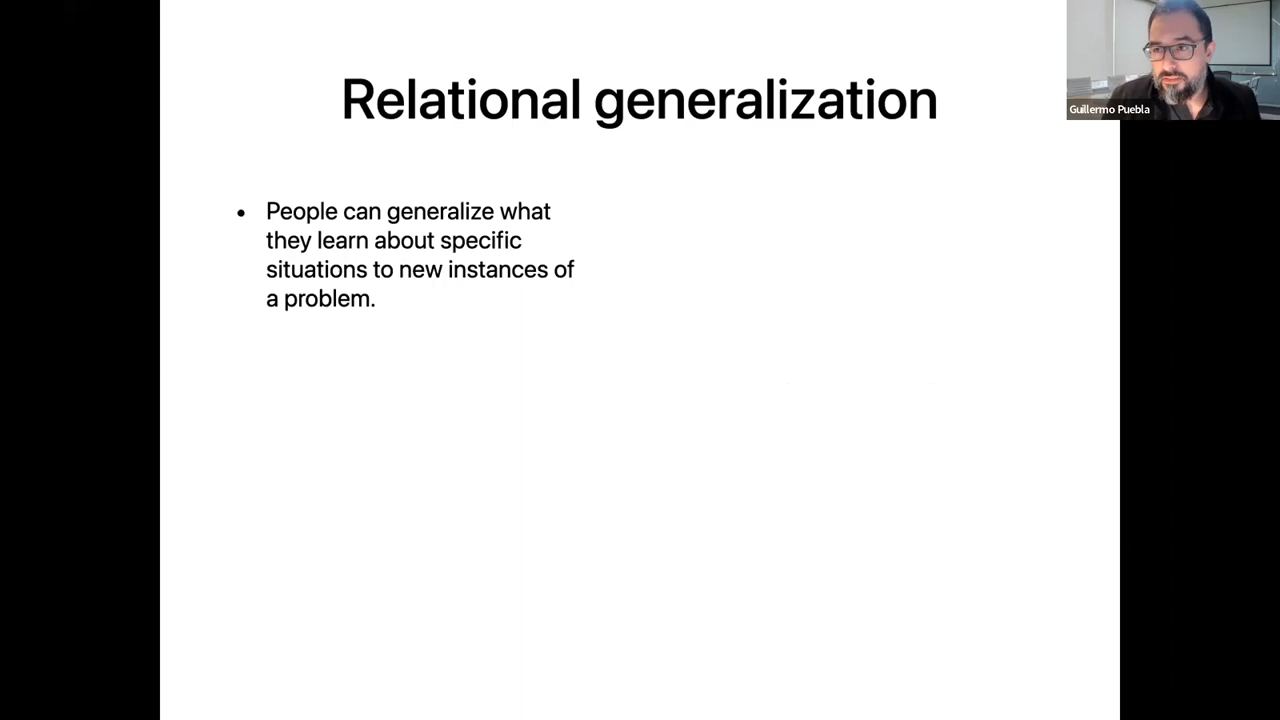 Relational generalization
Guillermo Puebla
• People can generalize what
they learn about specific
situations to new instances of
a problem.